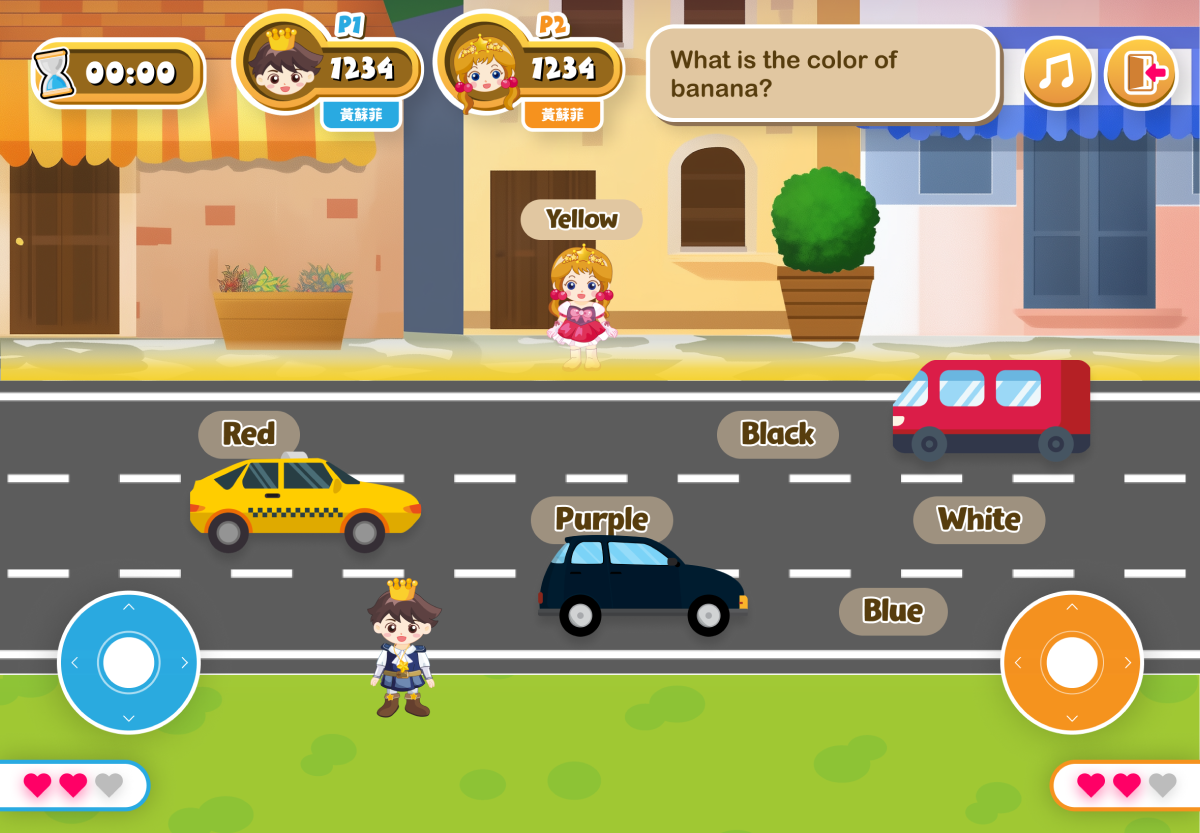 00:00
P1
1234
黃蘇菲
P2
1234
黃蘇菲
What is the color of
banana?
Yellow
Red
Black
Purple
White
Blue